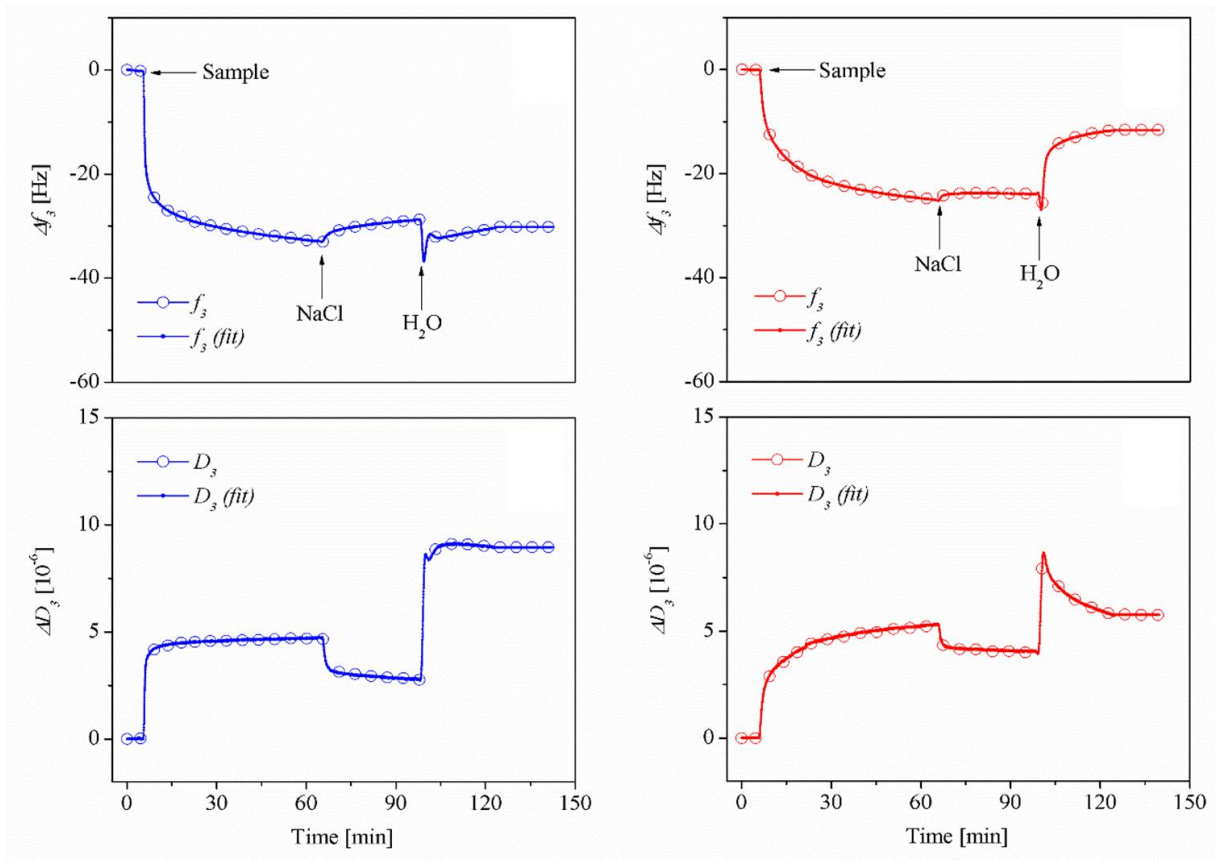 0
-20
-40
-60
Δf₃ [Hz]
Sample
NaCl
H₂O
f₃
f₃ (fit)
0
-20
-40
-60
Δf₃ [Hz]
Sample
NaCl
H₂O
f₃
f₃ (fit)
15
10
5
0
ΔD₃ [10⁻⁶]
D₃
D₃ (fit)
0 30 60 90 120 150
Time [min]
15
10
5
0
ΔD₃ [10⁻⁶]
D₃
D₃ (fit)
0 30 60 90 120 150
Time [min]